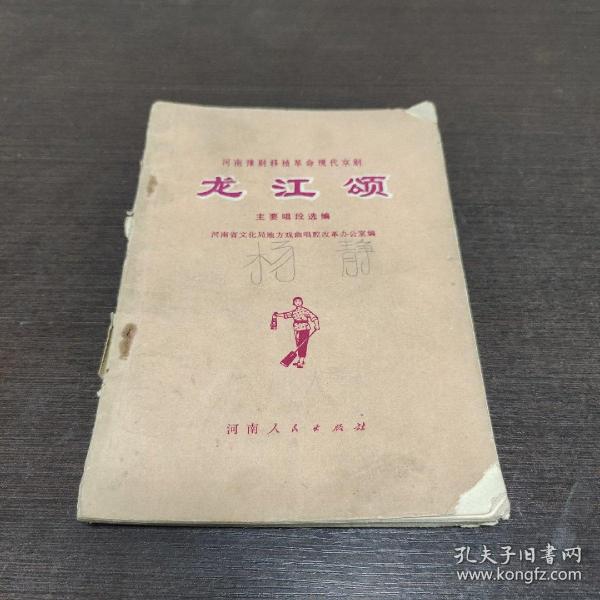 河南豫剧移植革命现代京剧
龙江颂
主要唱段选编
河南省文化局地方戏曲唱腔改革办公室编
杨静
河南人民出版社
孔夫子旧书网
www.kongfz.com